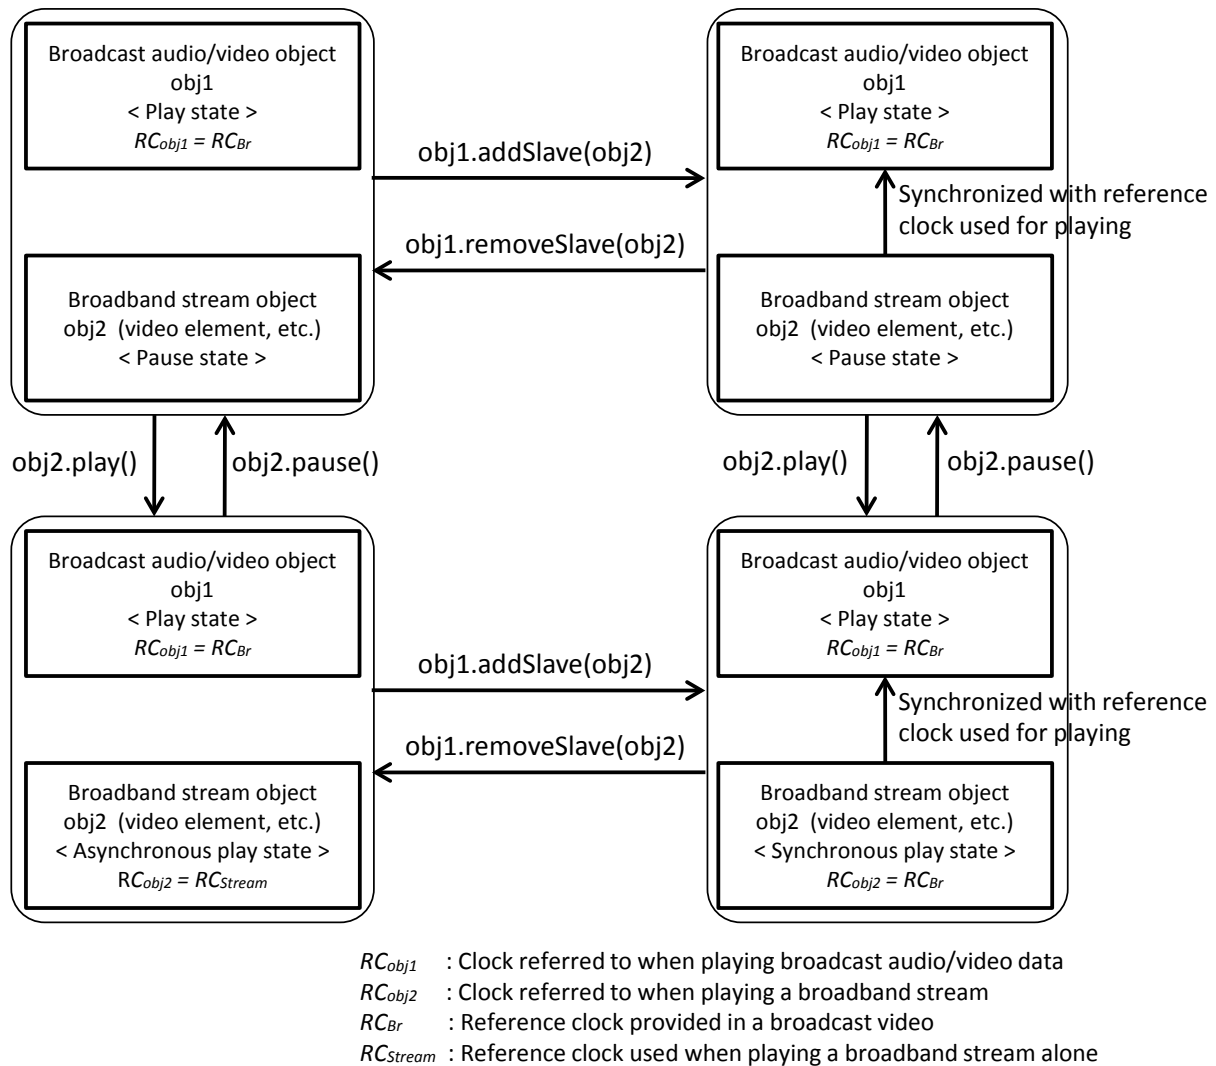 Broadcast audio/video object
obj1
< Play state >
RCobj1 = RCBr
Broadcast audio/video object
obj1
< Play state >
RCobj1 = RCBr
obj1.addSlave(obj2)
Synchronized with reference
clock used for playing
obj1.removeSlave(obj2)
Broadband stream object
obj2 (video element, etc.)
< Pause state >
Broadband stream object
obj2 (video element, etc.)
< Pause state >
obj2.play()
obj2.pause()
obj2.play()
obj2.pause()
Broadcast audio/video object
obj1
< Play state >
RCobj1 = RCBr
Broadcast audio/video object
obj1
< Play state >
RCobj1 = RCBr
obj1.addSlave(obj2)
Synchronized with reference
clock used for playing
obj1.removeSlave(obj2)
Broadband stream object
obj2 (video element, etc.)
< Asynchronous play state >
RCobj2 = RCStream
Broadband stream object
obj2 (video element, etc.)
< Synchronous play state >
RCobj2 = RCBr
RCobj1 : Clock referred to when playing broadcast audio/video data
RCobj2 : Clock referred to when playing a broadband stream
RCBr : Reference clock provided in a broadcast video
RCStream : Reference clock used when playing a broadband stream alone